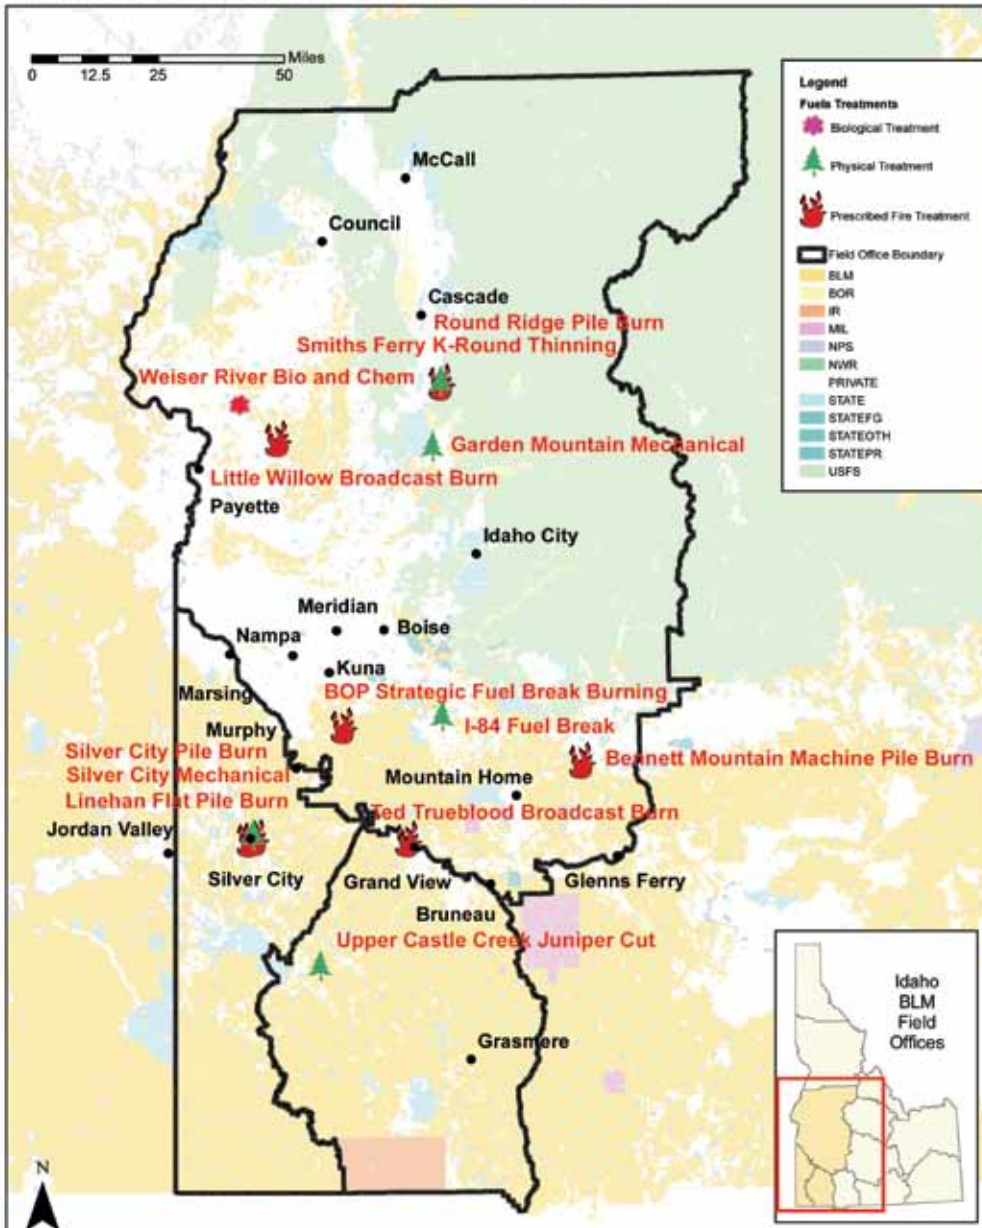 Miles
0 12.5 25 50
Legend
Fuels Treatments
Biological Treatment
Physical Treatment
Prescribed Fire Treatment
Field Office Boundary
BLM
BOR
IR
MIL
NPS
NWR
PRIVATE
STATE
STATEFG
STATEOTH
STATEPR
USFS
McCall
Council
Cascade
Round Ridge Pile Burn
Smiths Ferry K-Round Thinning
Weiser River Bio and Chem
Garden Mountain Mechanical
Little Willow Broadcast Burn
Payette
Idaho City
Meridian
Boise
Nampa
Kuna
Marsing
BOP Strategic Fuel Break Burning
Murphy
I-84 Fuel Break
Silver City Pile Burn
Bennett Mountain Machine Pile Burn
Silver City Mechanical
Mountain Home
Linehan Flat Pile Burn
Ted Trueblood Broadcast Burn
Jordan Valley
Silver City
Grand View
Glenns Ferry
Bruneau
Upper Castle Creek Juniper Cut
Grasmere
Idaho
BLM
Field
Offices
N